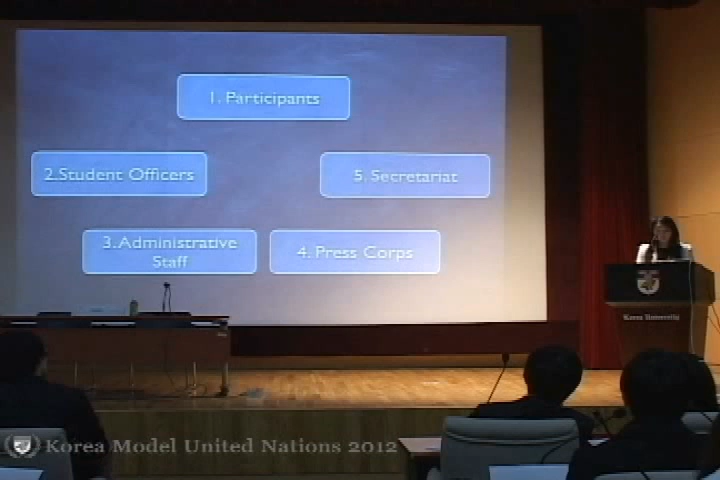 1. Participants
2.Student Officers
5. Secretariat
3. Administrative
Staff
4. Press Corps
Korea University
Korea Model United Nations 2012